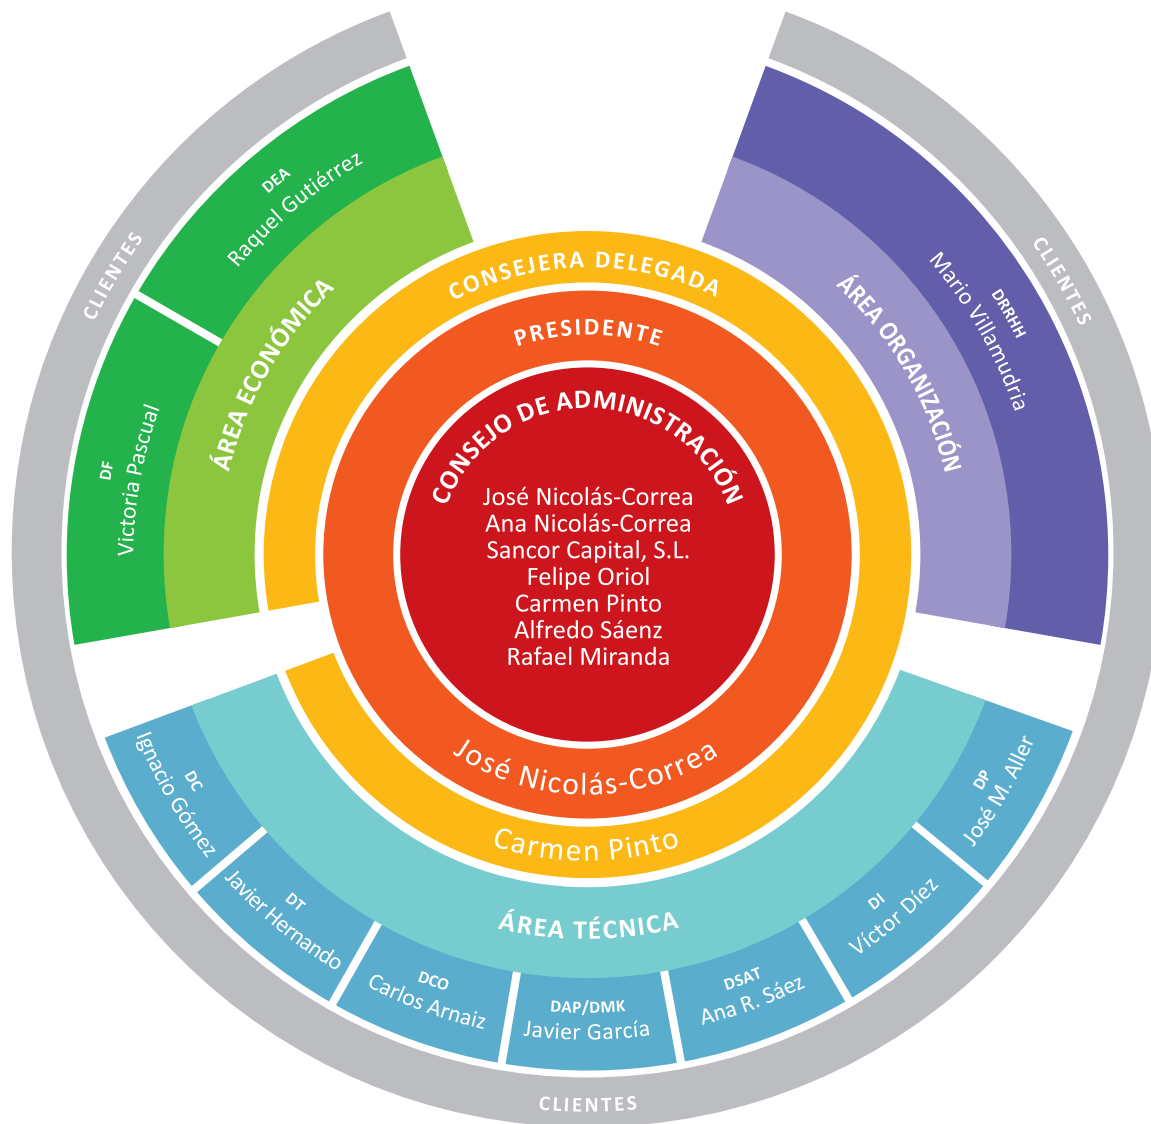 CONSEJO DE ADMINISTRACIÓN
José Nicolás-Correa
Ana Nicolás-Correa
Sancor Capital, S.L.
Felipe Oriol
Carmen Pinto
Alfredo Sáenz
Rafael Miranda
PRESIDENTE
José Nicolás-Correa
CONSEJERA DELEGADA
Carmen Pinto
ÁREA ECONÓMICA
DF
Victoria Pascual
DEA
Raquel Gutiérrez
ÁREA ORGANIZACIÓN
DRRHH
Mario Villamudria
ÁREA TÉCNICA
DC
Ignacio Gómez
DT
Javier Hernando
DCO
Carlos Arnaiz
DAP/DMK
Javier García
DSAT
Ana R. Sáez
DI
Víctor Díez
DP
José M. Aller
CLIENTES
CLIENTES
CLIENTES